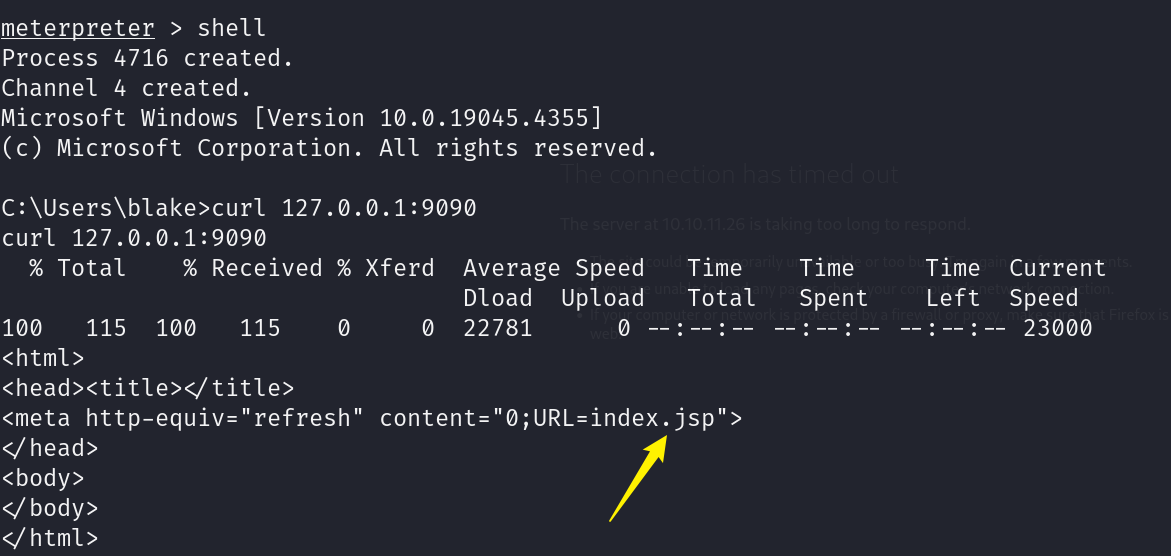 meterpreter > shell
Process 4716 created.
Channel 4 created.
Microsoft Windows [Version 10.0.19045.4355]
(c) Microsoft Corporation. All rights reserved.
The connection has timed out
C:\Users\blake>curl 127.0.0.1:9090
The server at 10.10.11.26 is taking too long to respond.
curl 127.0.0.1:9090
% Total % Received % Xferd Average Speed Time Time Time Current
Dload Upload Total Spent Left Speed
100 115 100 115 0 0 22781 0 --:--:-- --:--:-- --:--:-- 23000
<html>
<head><title></title>
<meta http-equiv="refresh" content="0;URL=index.jsp">
</head>
<body>
</body>
</html>